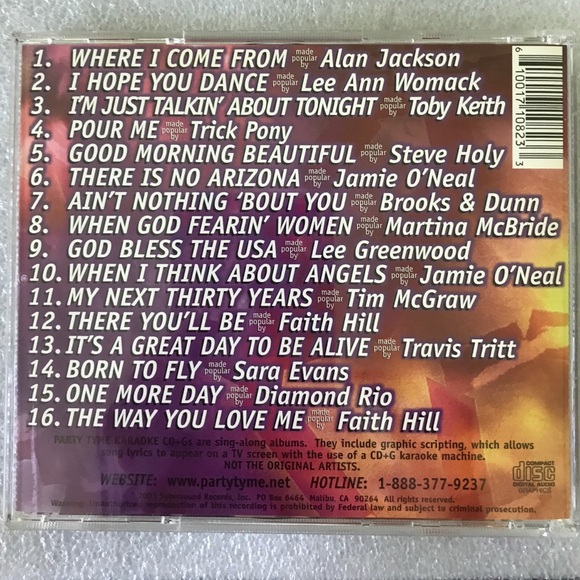 1. WHERE I COME FROM made popular by Alan Jackson
2. I HOPE YOU DANCE made popular by Lee Ann Womack
3. I'M JUST TALKIN' ABOUT TONIGHT made popular by Toby Keith
4. POUR ME made popular by Trick Pony
5. GOOD MORNING BEAUTIFUL made popular by Steve Holy
6. THERE IS NO ARIZONA made popular by Jamie O'Neal
7. AIN'T NOTHING 'BOUT YOU made popular by Brooks & Dunn
8. WHEN GOD FEARIN' WOMEN made popular by Martina McBride
9. GOD BLESS THE USA made popular by Lee Greenwood
10. WHEN I THINK ABOUT ANGELS made popular by Jamie O'Neal
11. MY NEXT THIRTY YEARS made popular by Tim McGraw
12. THERE YOU'LL BE made popular by Faith Hill
13. IT'S A GREAT DAY TO BE ALIVE made popular by Travis Tritt
14. BORN TO FLY made popular by Sara Evans
15. ONE MORE DAY made popular by Diamond Rio
16. THE WAY YOU LOVE ME made popular by Faith Hill
6 10017 10823 3
PARTY TYME KARAOKE CD+Gs are sing-along albums. They include graphic scripting, which allows
song lyrics to appear on a TV screen with the use of a CD+G karaoke machine.
NOT THE ORIGINAL ARTISTS.
WEBSITE: www.partytyme.net HOTLINE: 1-888-377-9237
Sybersound Records, Inc. PO Box 6464 Malibu, CA 90264 All rights reserved.
reproduction of this recording is prohibited by Federal law and subject to criminal prosecution.
COMPACT
disc
DIGITAL AUDIO
GRAPHICS